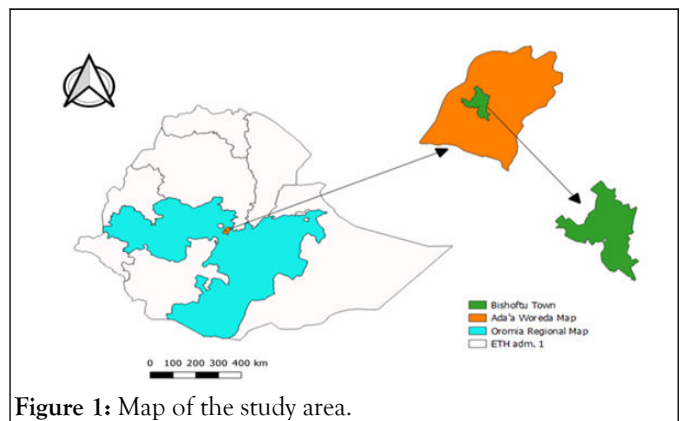 Bishoftu Town
Ada'a Woreda Map
Oromia Regional Map
ETH adm. 1
0 100 200 300 400 km
Figure 1: Map of the study area.